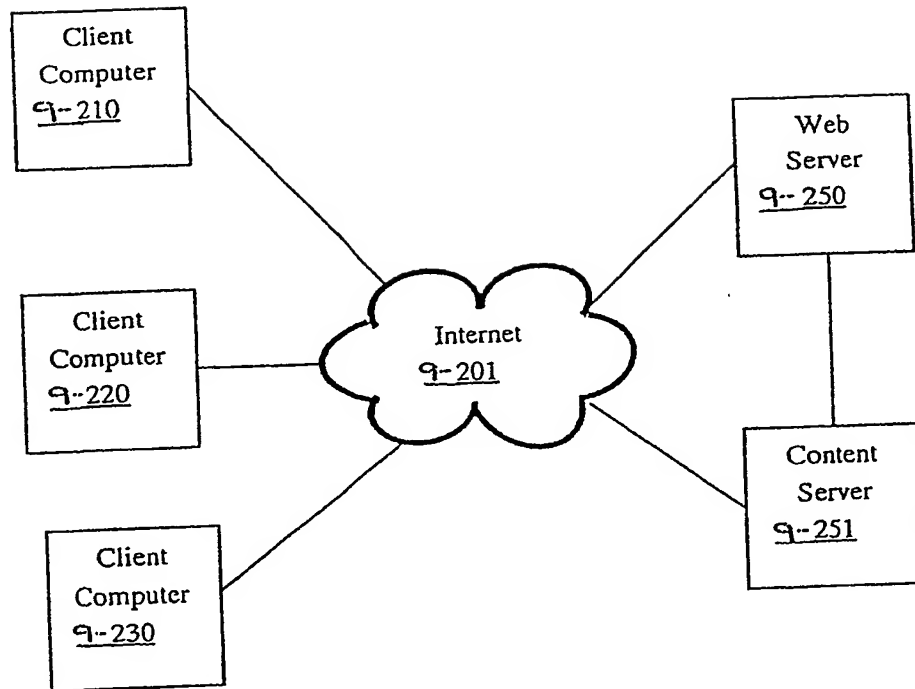 Client
Computer
9-210
Web
Server
9-250
Client
Computer
9-220
Internet
9-201
Content
Server
9-251
Client
Computer
9-230